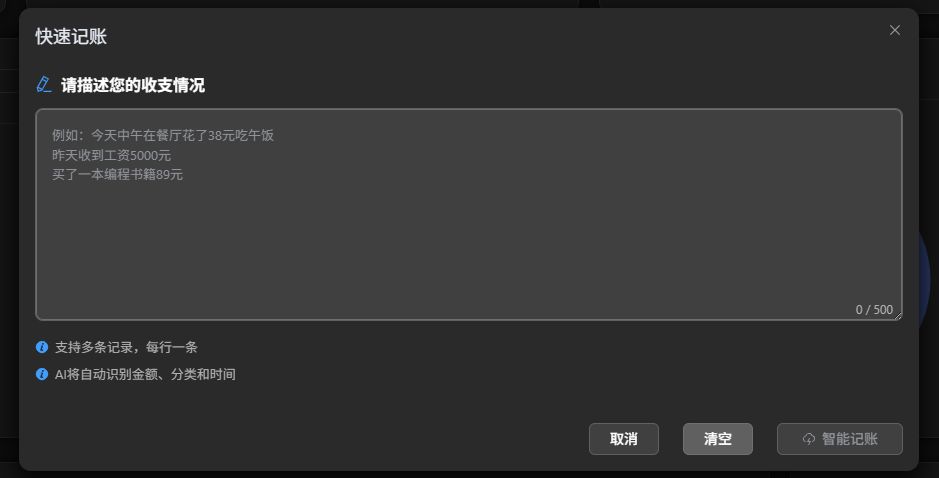 快速记账
请描述您的收支情况
例如：今天中午在餐厅花了38元吃午饭
昨天收到工资5000元
买了一本编程书籍89元
0 / 500
支持多条记录，每行一条
AI将自动识别金额、分类和时间
取消
清空
智能记账